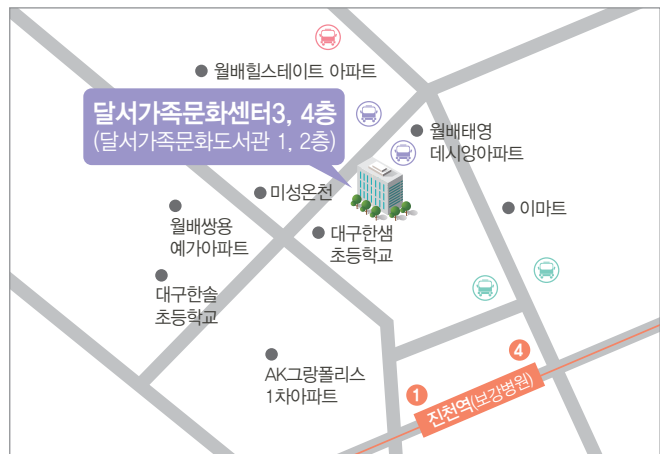 월배힐스테이트 아파트
달서가족문화센터3, 4층
(달서가족문화도서관 1, 2층)
월배태영
데시앙아파트
미성온천
이마트
월배쌍용
예가아파트
대구한샘
초등학교
대구한솔
초등학교
AK그랑폴리스
1차아파트
4
1
진천역(보강병원)